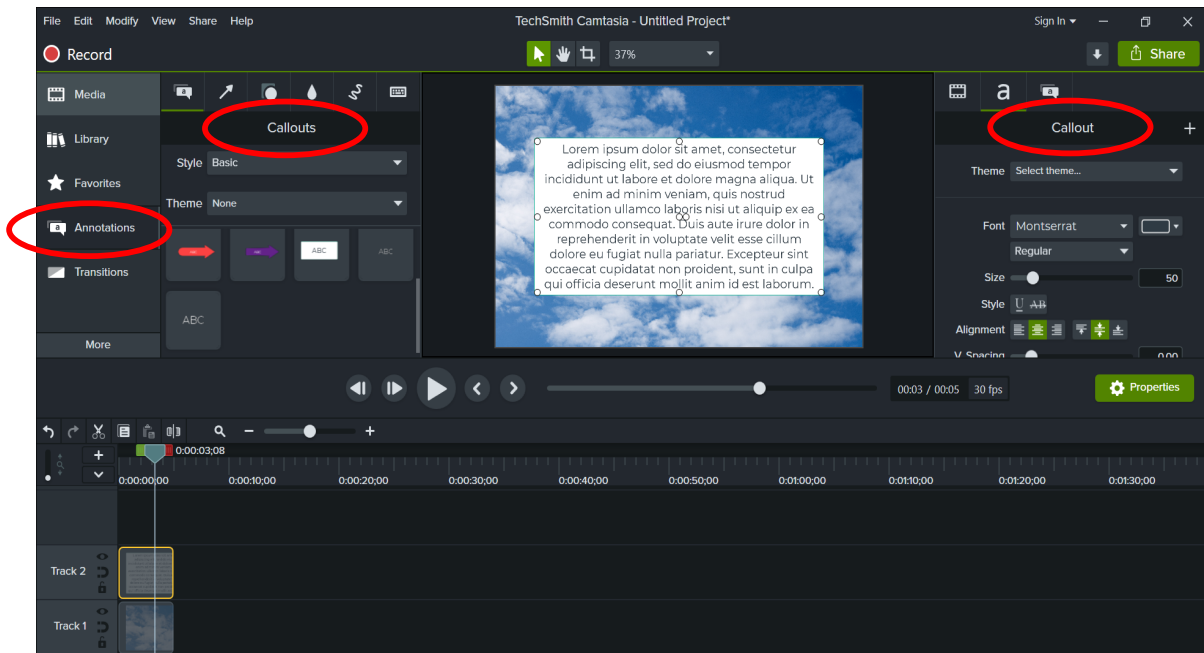 File Edit Modify View Share Help
TechSmith Camtasia - Untitled Project*
Sign In
Record
37%
Share
Media
Library
Favorites
Annotations
Transitions
More
a
Callouts
Style Basic
Theme None
ABC
ABC
ABC
Lorem ipsum dolor sit amet, consectetur
adipiscing elit, sed do eiusmod tempor
incididunt ut labore et dolore magna aliqua. Ut
enim ad minim veniam, quis nostrud
exercitation ullamco laboris nisi ut aliquip ex ea
commodo consequat. Duis aute irure dolor in
reprehenderit in voluptate velit esse cillum
dolore eu fugiat nulla pariatur. Excepteur sint
occaecat cupidatat non proident, sunt in culpa
qui officia deserunt mollit anim id est laborum.
a
Callout
Theme Select theme...
Font Montserrat
Regular
Size 50
Style U AB
Alignment
V. Spacing 0.00
00:03 / 00:05 30 fps
Properties
0:00:03;08
0:00:00;00 0:00:10;00 0:00:20;00 0:00:30;00 0:00:40;00 0:00:50;00 0:01:00;00 0:01:10;00 0:01:20;00 0:01:30;00
Track 2
Track 1